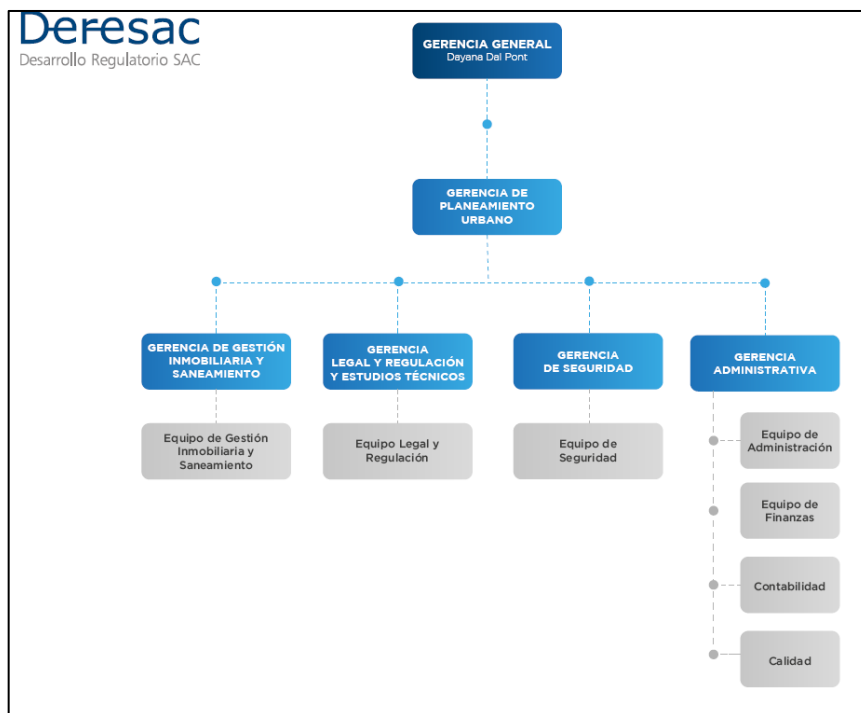 Deresac
Desarrollo Regulatorio SAC
GERENCIA GENERAL
Dayana Dal Pont
GERENCIA DE
PLANEAMIENTO
URBANO
GERENCIA DE GESTIÓN
INMOBILIARIA Y
SANEAMIENTO
GERENCIA
LEGAL Y REGULACIÓN
Y ESTUDIOS TÉCNICOS
GERENCIA
DE SEGURIDAD
GERENCIA
ADMINISTRATIVA
Equipo de Gestión
Inmobiliaria y
Saneamiento
Equipo Legal y
Regulación
Equipo de
Seguridad
Equipo de
Administración
Equipo de
Finanzas
Contabilidad
Calidad